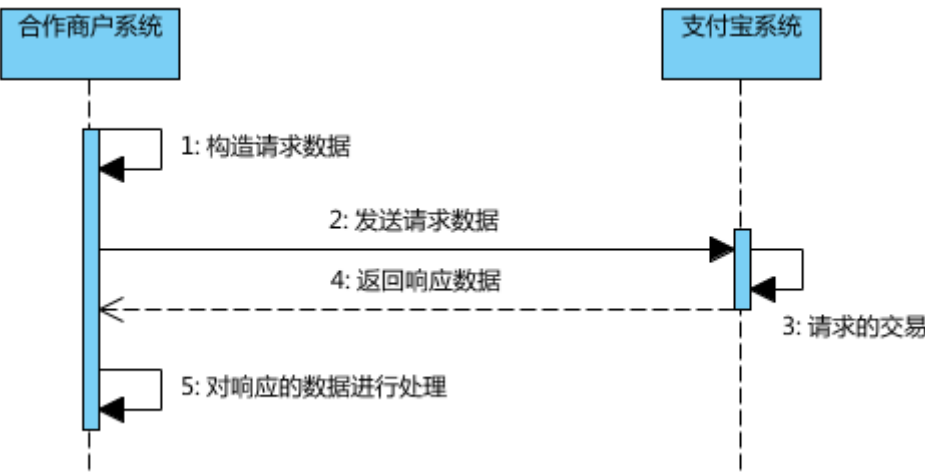 合作商户系统
支付宝系统
1: 构造请求数据
2: 发送请求数据
4: 返回响应数据
3: 请求的交易
5: 对响应的数据进行处理